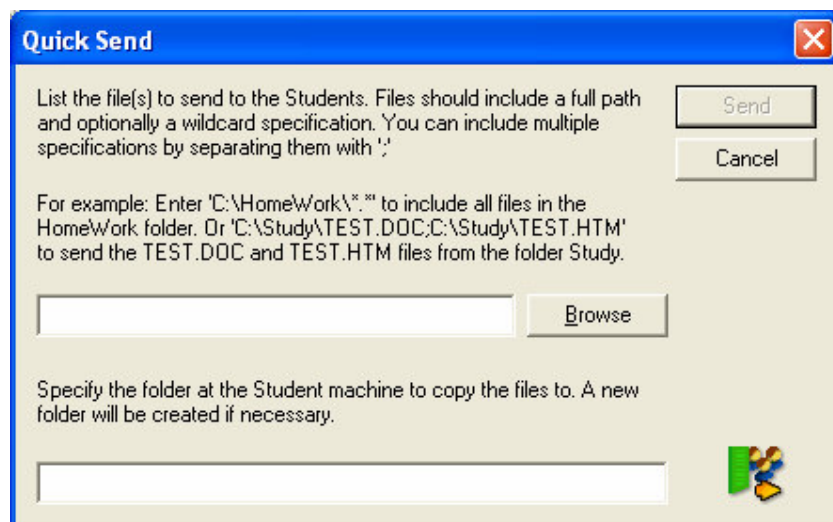 Quick Send
List the file(s) to send to the Students. Files should include a full path
and optionally a wildcard specification. You can include multiple
specifications by separating them with ';'
Send
Cancel
For example: Enter 'C:\HomeWork\*.*' to include all files in the
HomeWork folder. Or 'C:\Study\TEST.DOC;C:\Study\TEST.HTM'
to send the TEST.DOC and TEST.HTM files from the folder Study.
Browse
Specify the folder at the Student machine to copy the files to. A new
folder will be created if necessary.